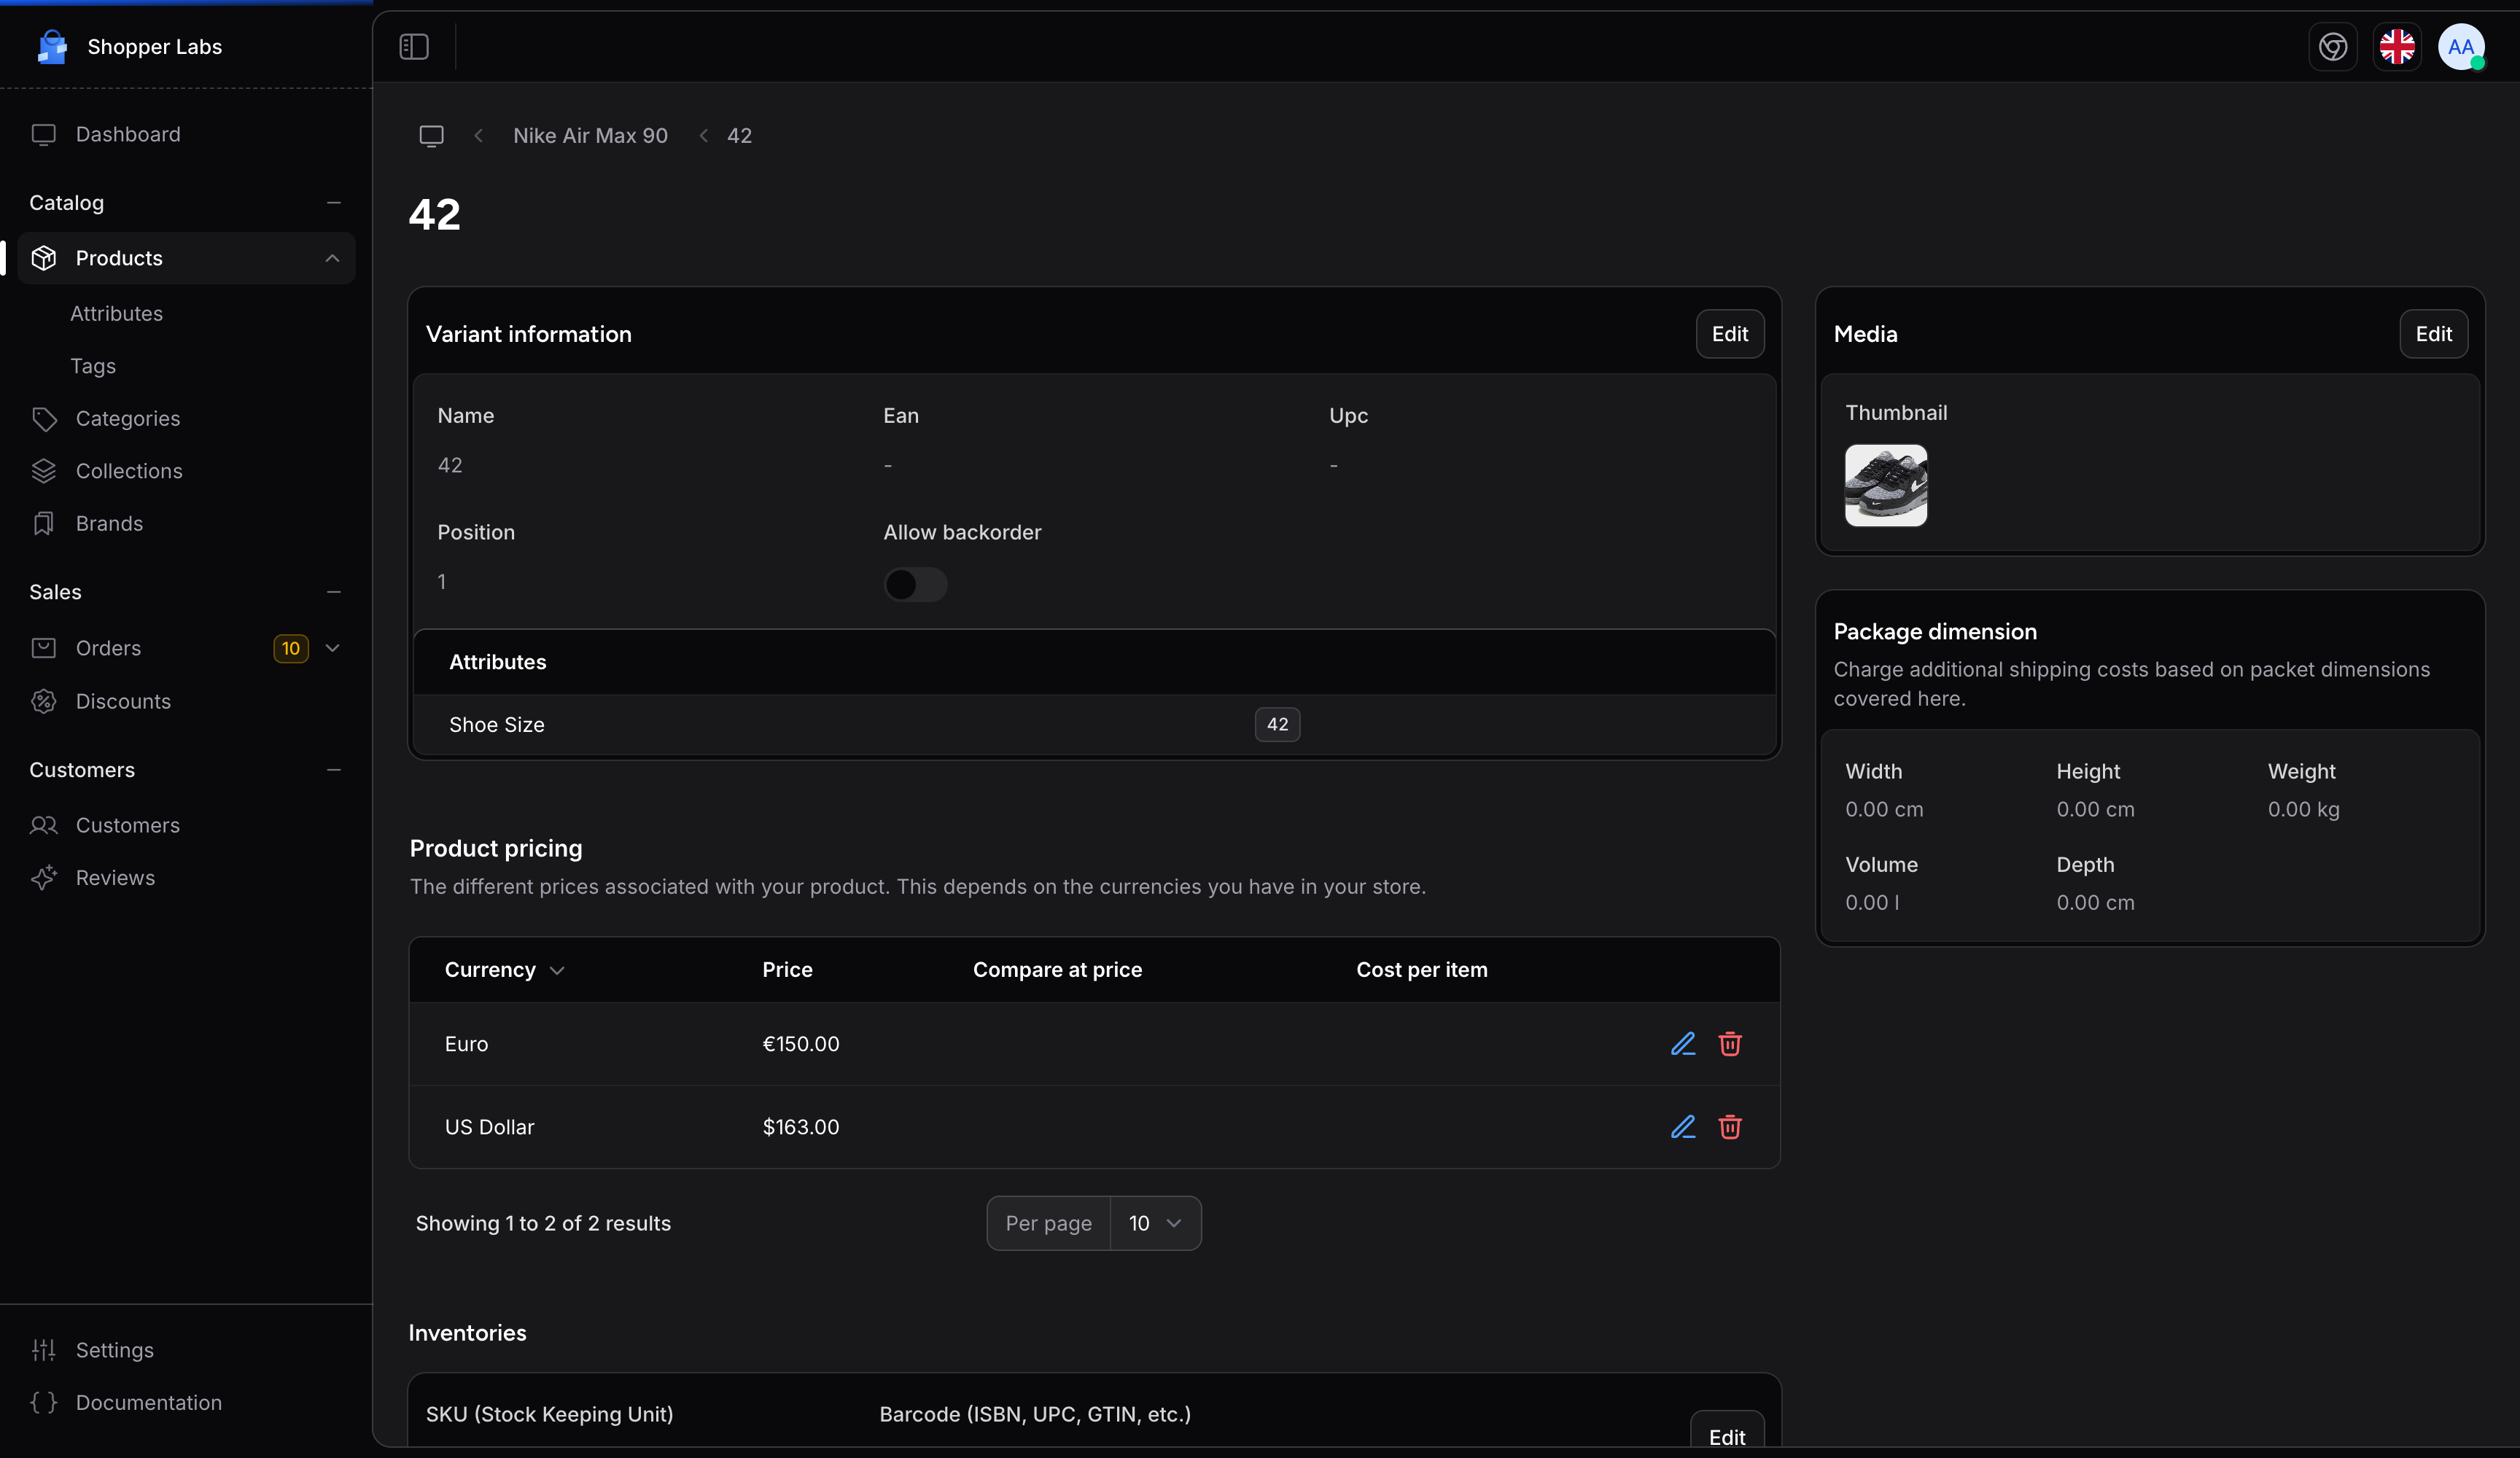 Shopper Labs
AA
Dashboard
Catalog
Products
Attributes
Tags
Categories
Collections
Brands
Sales
Orders 10
Discounts
Customers
Customers
Reviews
Settings
Documentation
Nike Air Max 90 42
42
Variant information Edit
Name Ean Upc
42 - -
Position Allow backorder
1
Attributes
Shoe Size 42
Media Edit
Thumbnail
Package dimension
Charge additional shipping costs based on packet dimensions
covered here.
Width Height Weight
0.00 cm 0.00 cm 0.00 kg
Volume Depth
0.00 l 0.00 cm
Product pricing
The different prices associated with your product. This depends on the currencies you have in your store.
Currency Price Compare at price Cost per item
Euro €150.00
US Dollar $163.00
Showing 1 to 2 of 2 results Per page 10
Inventories
SKU (Stock Keeping Unit) Barcode (ISBN, UPC, GTIN, etc.) Edit